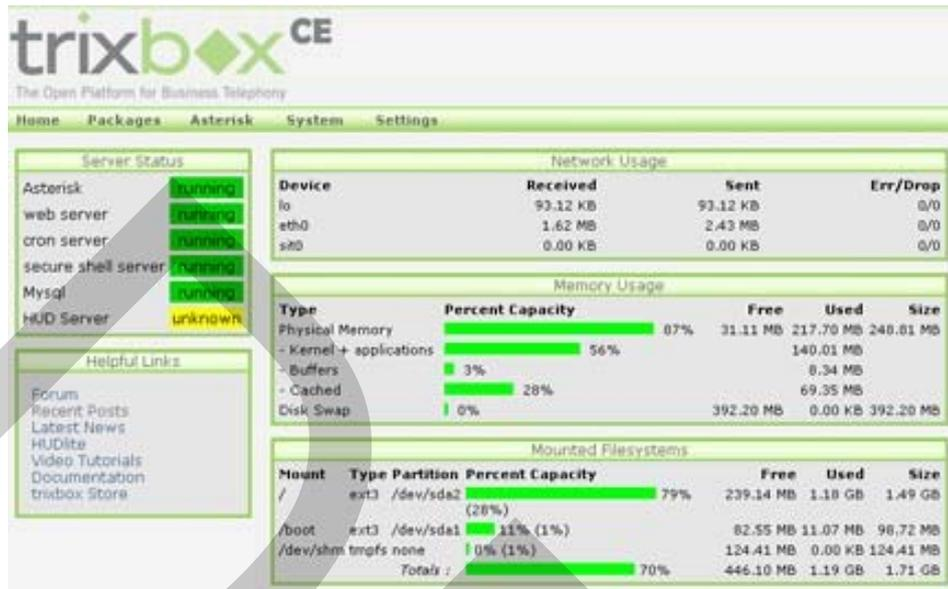 trixbox CE
The Open Platform for Business Telephony
Home Packages Asterisk System Settings
Server Status
Asterisk running
web server running
cron server running
secure shell server running
Mysql running
HUD Server unknown
Helpful Links
Forum
Recent Posts
Latest News
HUDlite
Video Tutorials
Documentation
trixbox Store
Network Usage
Device Received Sent Err/Drop
lo 93.12 KB 93.12 KB 0/0
eth0 1.62 MB 2.43 MB 0/0
sit0 0.00 KB 0.00 KB 0/0
Memory Usage
Type Percent Capacity Free Used Size
Physical Memory 87% 31.11 MB 217.70 MB 248.81 MB
- Kernel + applications 56% 140.01 MB
- Buffers 3% 8.34 MB
- Cached 28% 69.35 MB
Disk Swap 0% 392.20 MB 0.00 KB 392.20 MB
Mounted Filesystems
Mount Type Partition Percent Capacity Free Used Size
/ ext3 /dev/sda2 79% 239.14 MB 1.18 GB 1.49 GB
(28%)
/boot ext3 /dev/sda1 11% (1%) 82.55 MB 11.07 MB 98.72 MB
/dev/shm tmpfs none 0% (1%) 124.41 MB 0.00 KB 124.41 MB
Totals : 70% 446.10 MB 1.19 GB 1.71 GB